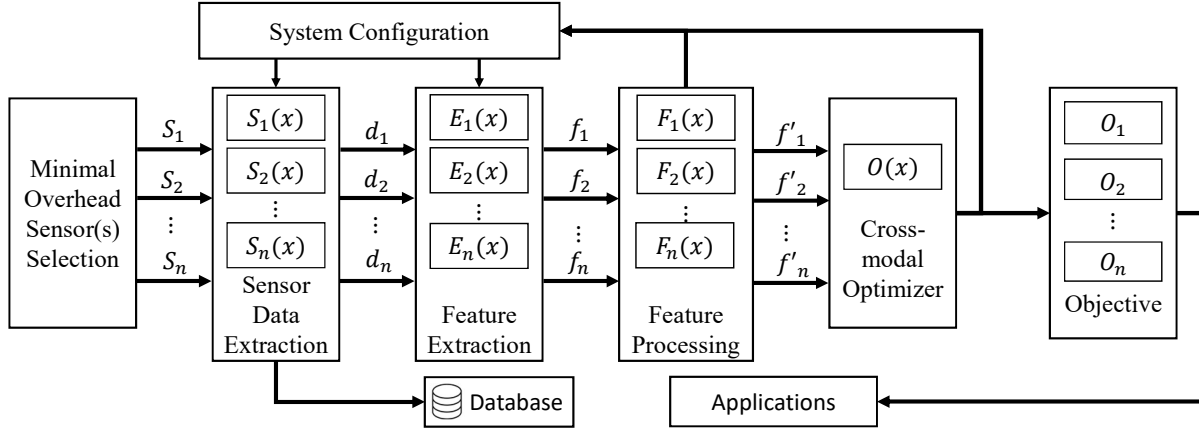 System Configuration
Minimal
Overhead
Sensor(s)
Selection
S₁
S₂
⋮
Sₙ
S₁(x)
S₂(x)
⋮
Sₙ(x)
Sensor
Data
Extraction
d₁
d₂
⋮
dₙ
E₁(x)
E₂(x)
⋮
Eₙ(x)
Feature
Extraction
f₁
f₂
⋮
fₙ
F₁(x)
F₂(x)
⋮
Fₙ(x)
Feature
Processing
f'₁
f'₂
⋮
f'ₙ
O(x)
Cross-
modal
Optimizer
O₁
O₂
⋮
Oₙ
Objective
Database
Applications